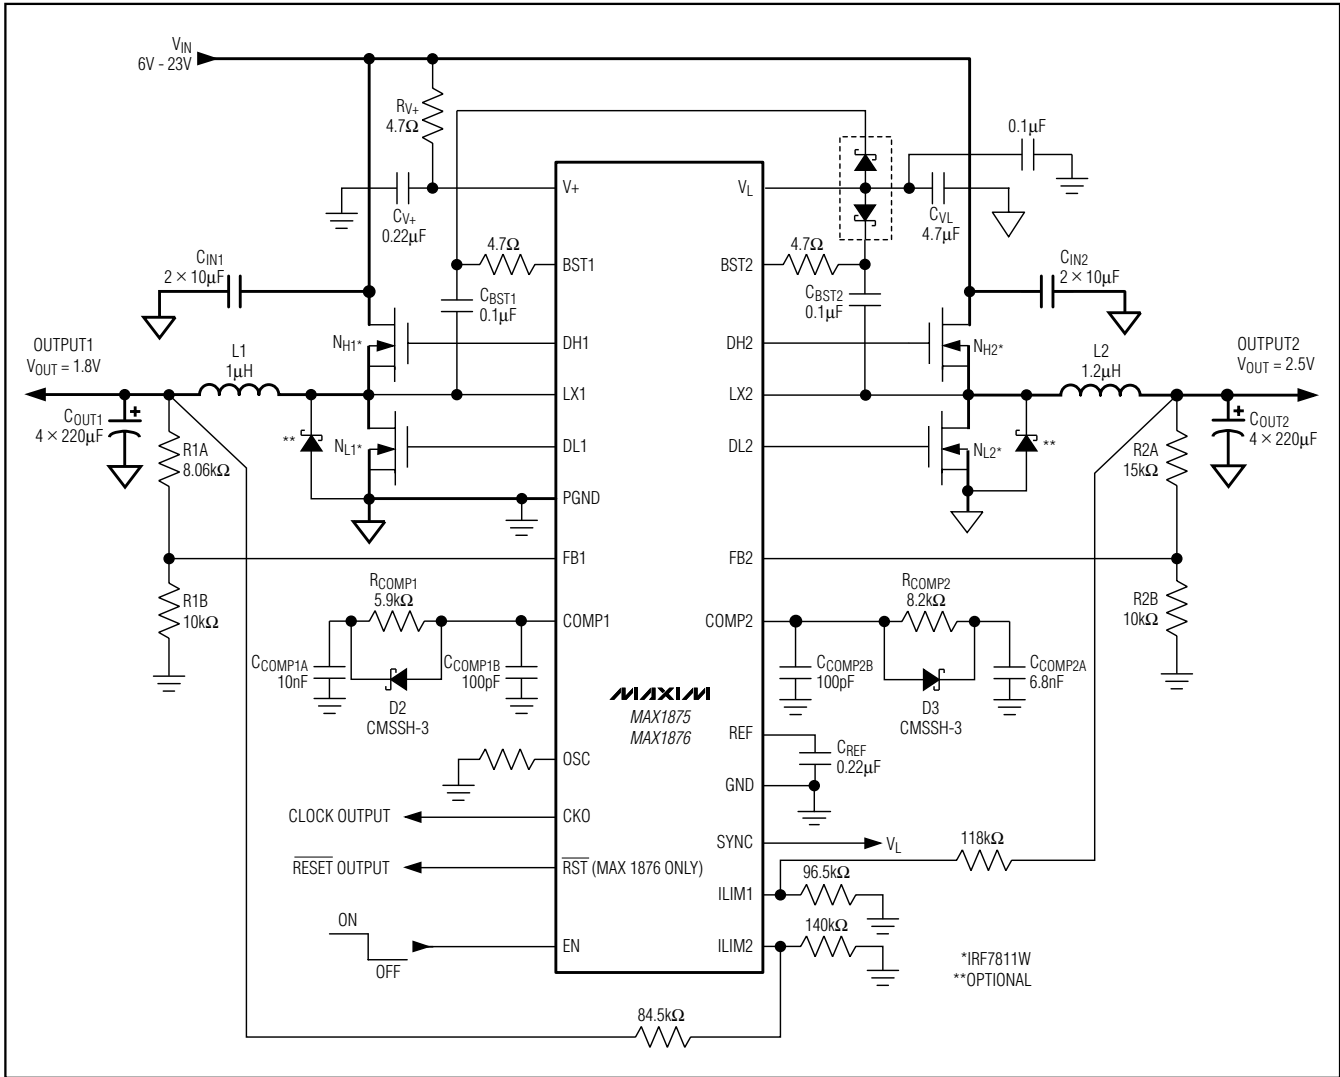 VIN
6V - 23V
RV+
4.7Ω
0.1µF
V+
VL
CV+
0.22µF
CVL
4.7µF
4.7Ω
BST1
BST2
4.7Ω
CIN1
2 × 10µF
CBST1
0.1µF
CBST2
0.1µF
CIN2
2 × 10µF
NH1*
DH1
DH2
NH2*
OUTPUT1
VOUT = 1.8V
L1
1µH
LX1
LX2
L2
1.2µH
OUTPUT2
VOUT = 2.5V
COUT1
4 × 220µF
+
R1A
8.06kΩ
**
NL1*
DL1
DL2
NL2*
**
R2A
15kΩ
+
COUT2
4 × 220µF
PGND
FB1
FB2
R1B
10kΩ
RCOMP1
5.9kΩ
COMP1
COMP2
RCOMP2
8.2kΩ
R2B
10kΩ
CCOMP1A
10nF
CCOMP1B
100pF
CCOMP2B
100pF
CCOMP2A
6.8nF
D2
CMSSH-3
MAXIM
MAX1875
MAX1876
D3
CMSSH-3
REF
CREF
0.22µF
OSC
GND
CLOCK OUTPUT
CKO
SYNC
VL
118kΩ
RESET OUTPUT
RST (MAX 1876 ONLY)
96.5kΩ
ILIM1
ON
OFF
EN
140kΩ
ILIM2
*IRF7811W
**OPTIONAL
84.5kΩ